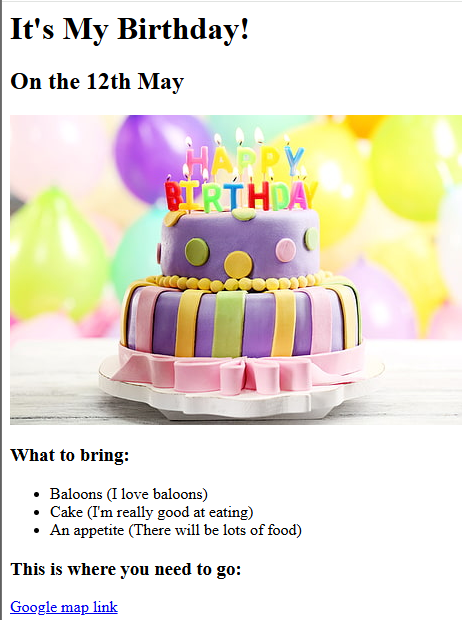 It's My Birthday!
On the 12th May
HAPPY
BIRTHDAY
What to bring:
Baloons (I love baloons)
Cake (I'm really good at eating)
An appetite (There will be lots of food)
This is where you need to go:
Google map link